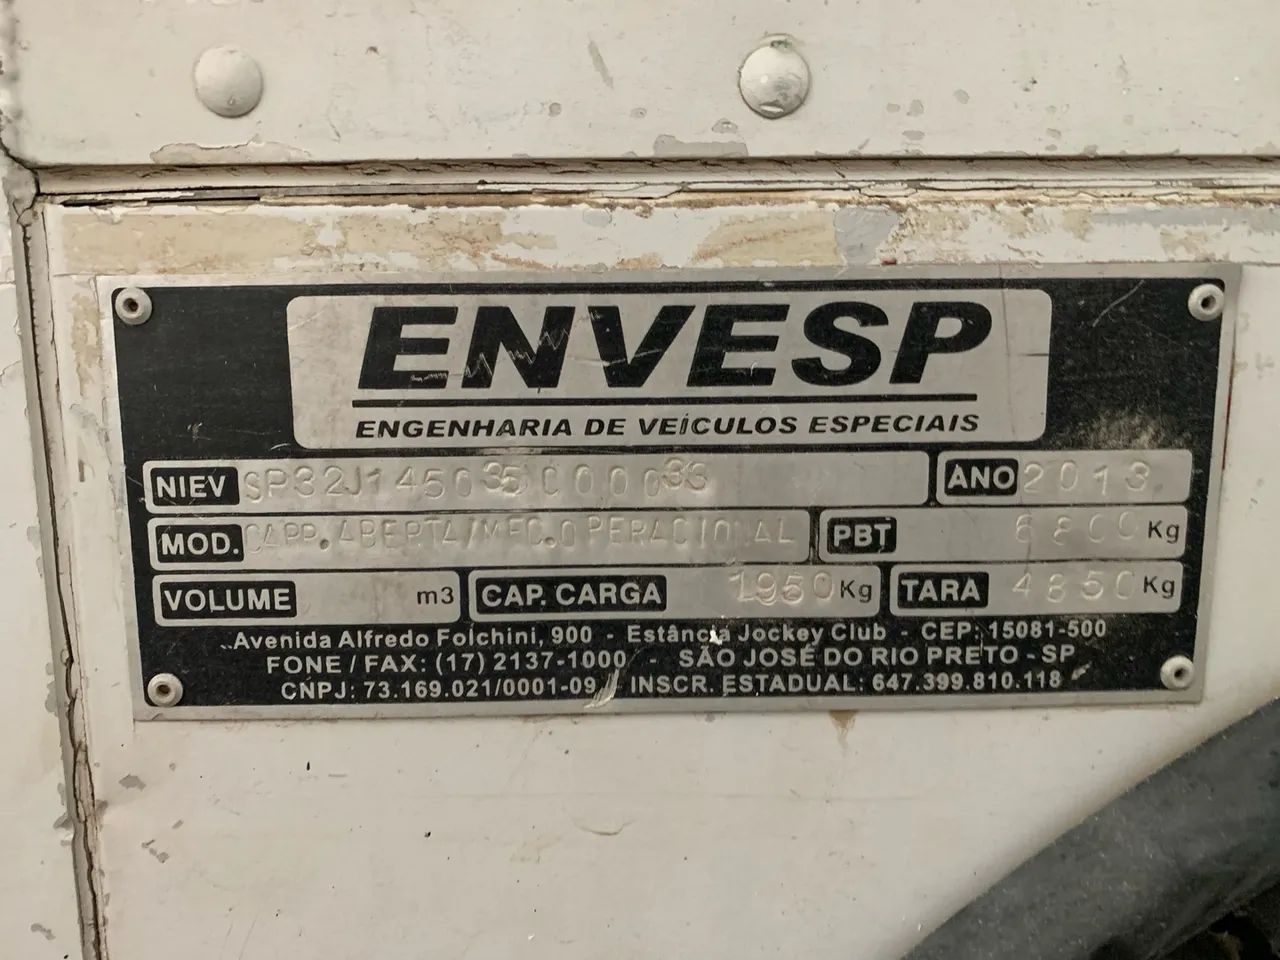 ENVESP
ENGENHARIA DE VEÍCULOS ESPECIAIS
NIEV ANO 2013
MOD. CARR.ABERTA/MEC.OPERACIONAL PBT 6800 Kg
VOLUME m3 CAP. CARGA 1950 Kg TARA 4850 Kg
Avenida Alfredo Folchini, 900 - Estância Jockey Club - CEP: 15081-500
FONE / FAX: (17) 2137-1000 - SÃO JOSÉ DO RIO PRETO - SP
CNPJ: 73.169.021/0001-09 INSCR. ESTADUAL: 647.399.810.118